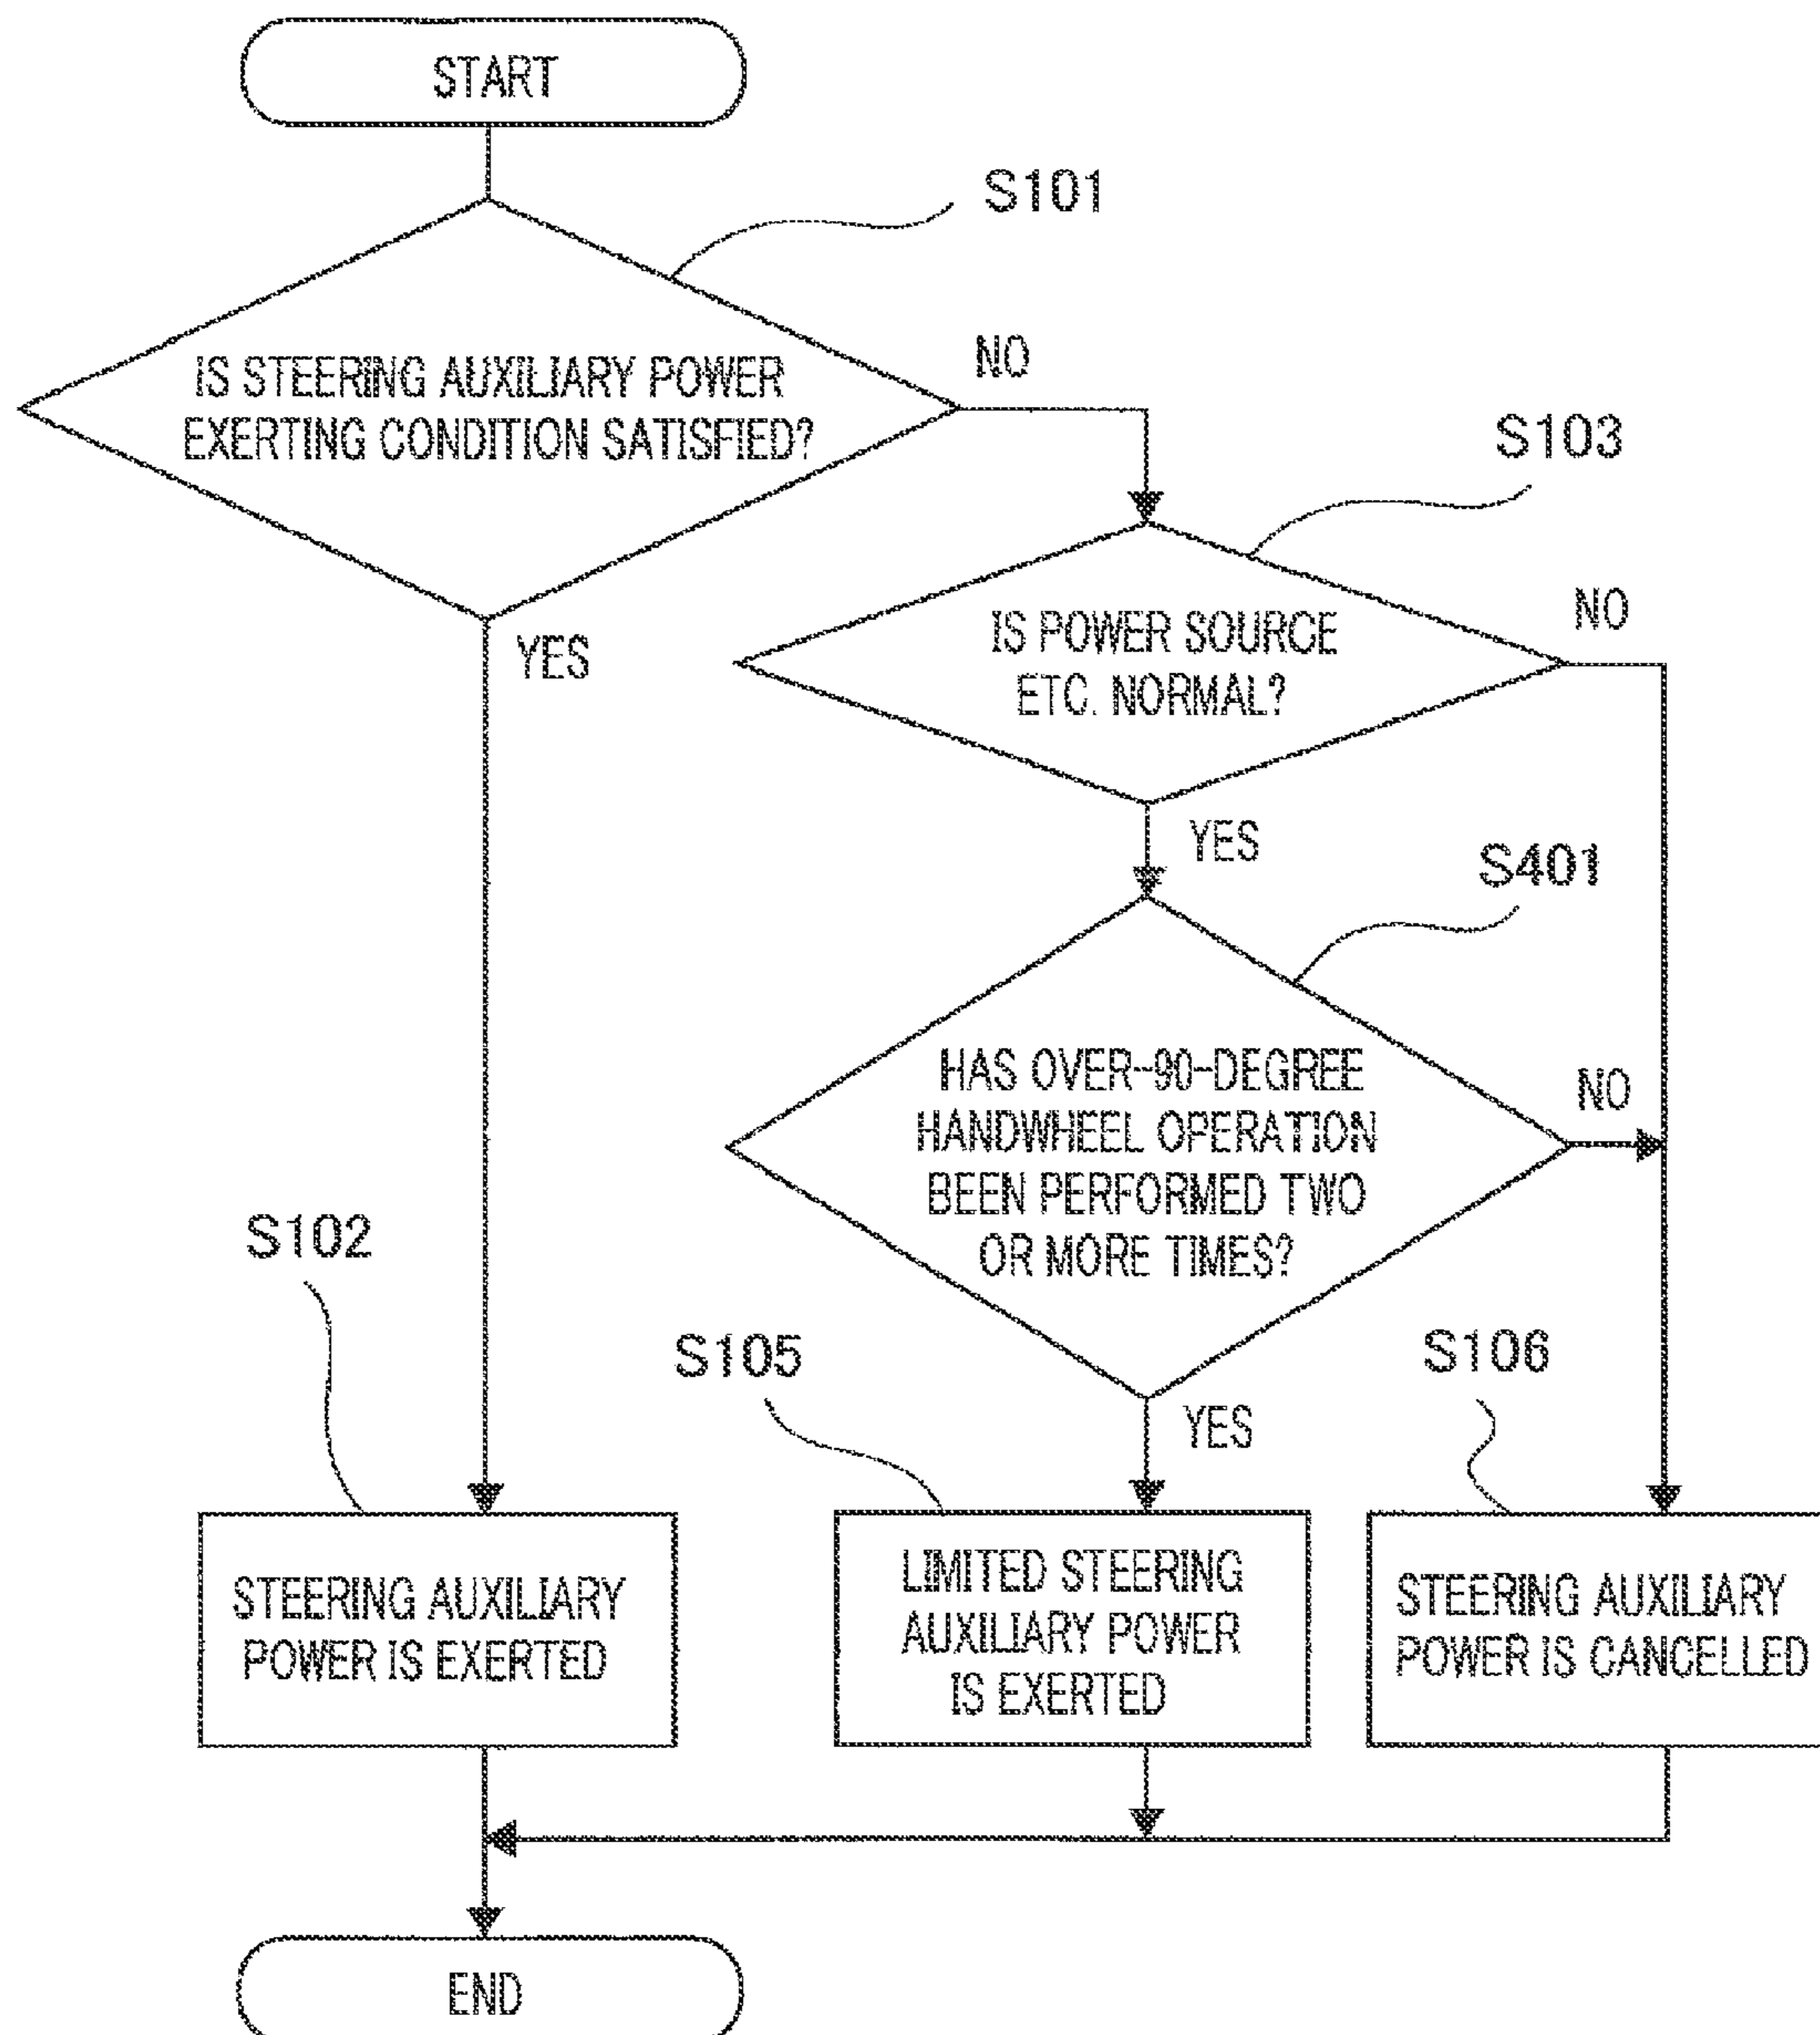 START
S101
IS STEERING AUXILIARY POWER
EXERTING CONDITION SATISFIED?
NO
YES
S103
IS POWER SOURCE
ETC. NORMAL?
NO
YES
S401
HAS OVER-90-DEGREE
HANDWHEEL OPERATION
BEEN PERFORMED TWO
OR MORE TIMES?
NO
YES
S102
STEERING AUXILIARY
POWER IS EXERTED
S105
LIMITED STEERING
AUXILIARY POWER
IS EXERTED
S106
STEERING AUXILIARY
POWER IS CANCELLED
END